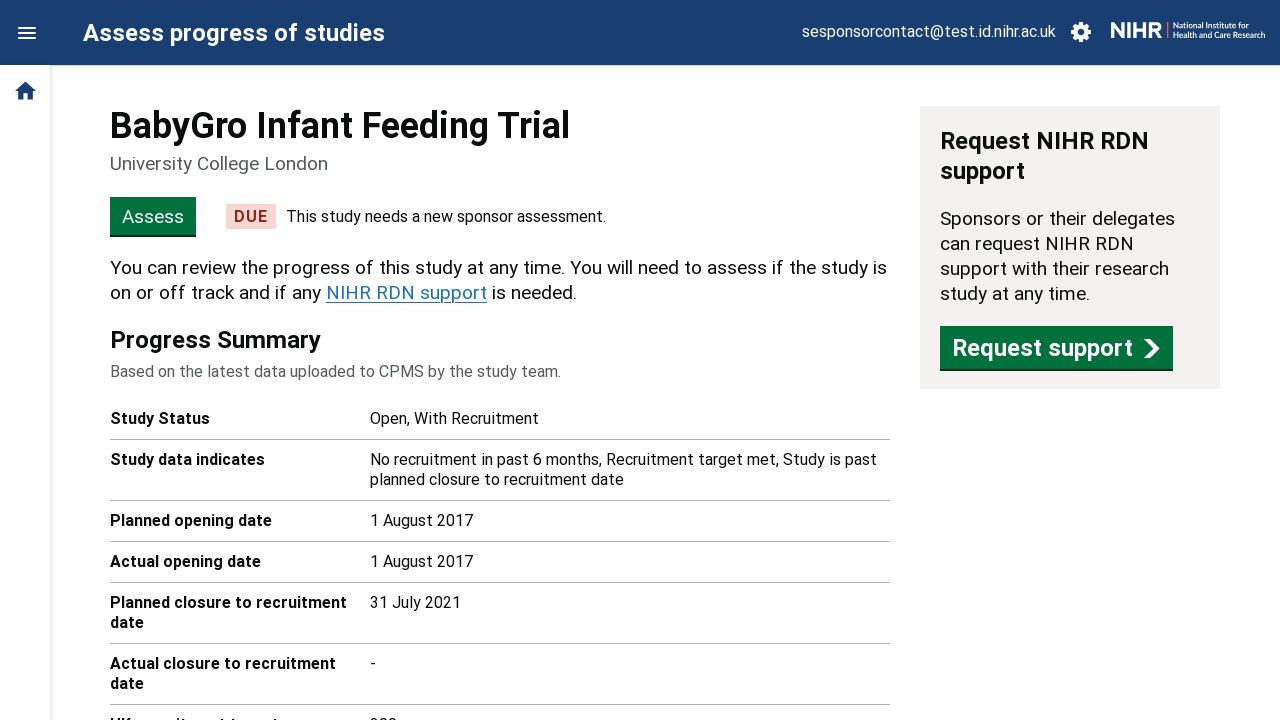 Assess progress of studies
sesponsorcontact@test.id.nihr.ac.uk
NIHR | National Institute for
Health and Care Research
BabyGro Infant Feeding Trial
University College London
Assess
DUE
This study needs a new sponsor assessment.
You can review the progress of this study at any time. You will need to assess if the study is
on or off track and if any NIHR RDN support is needed.
Progress Summary
Based on the latest data uploaded to CPMS by the study team.
Study Status
Open, With Recruitment
Study data indicates
No recruitment in past 6 months, Recruitment target met, Study is past
planned closure to recruitment date
Planned opening date
1 August 2017
Actual opening date
1 August 2017
Planned closure to recruitment
date
31 July 2021
Actual closure to recruitment
date
-
Request NIHR RDN
support
Sponsors or their delegates
can request NIHR RDN
support with their research
study at any time.
Request support